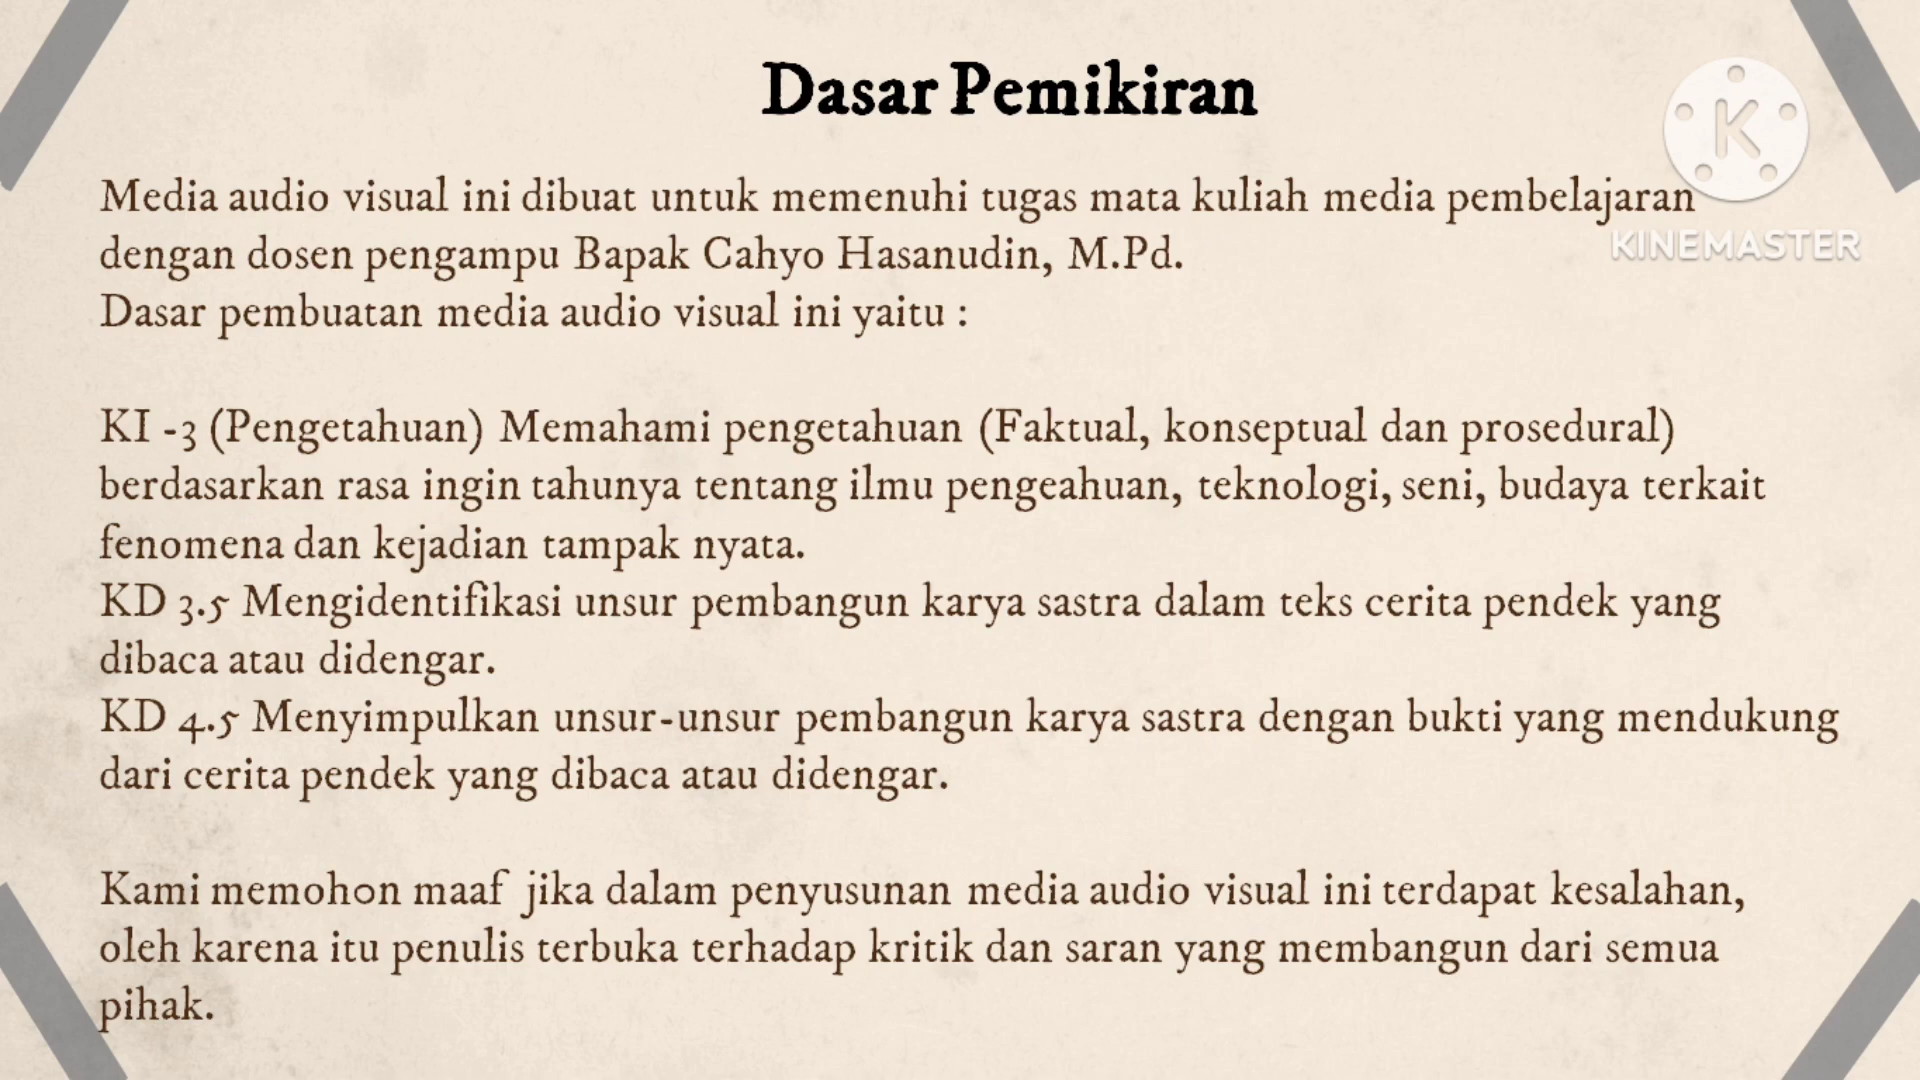 Dasar Pemikiran
K
KINEMASTER
Media audio visual ini dibuat untuk memenuhi tugas mata kuliah media pembelajaran
dengan dosen pengampu Bapak Cahyo Hasanudin, M.Pd.
Dasar pembuatan media audio visual ini yaitu :
KI -3 (Pengetahuan) Memahami pengetahuan (Faktual, konseptual dan prosedural)
berdasarkan rasa ingin tahunya tentang ilmu pengeahuan, teknologi, seni, budaya terkait
fenomena dan kejadian tampak nyata.
KD 3.5 Mengidentifikasi unsur pembangun karya sastra dalam teks cerita pendek yang
dibaca atau didengar.
KD 4.5 Menyimpulkan unsur-unsur pembangun karya sastra dengan bukti yang mendukung
dari cerita pendek yang dibaca atau didengar.
Kami memohon maaf jika dalam penyusunan media audio visual ini terdapat kesalahan,
oleh karena itu penulis terbuka terhadap kritik dan saran yang membangun dari semua
pihak.